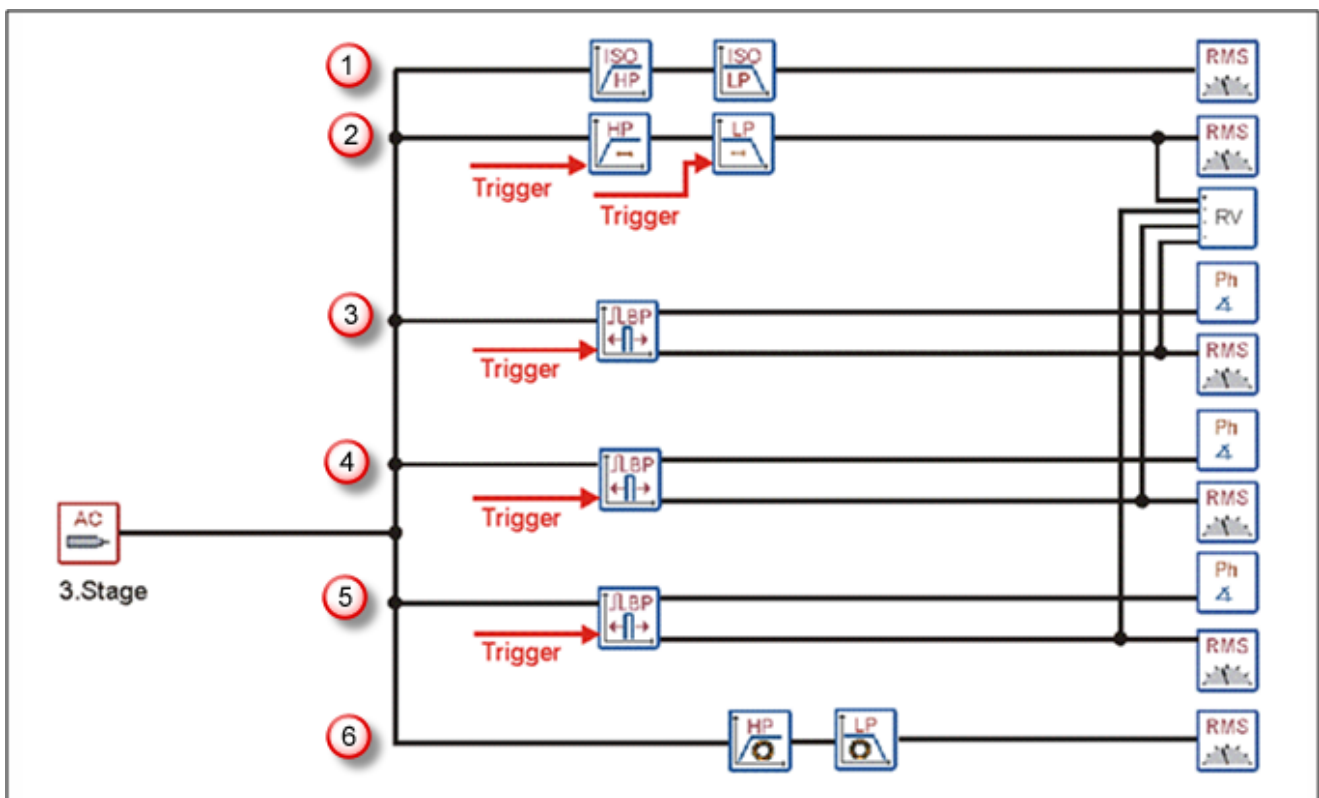 1
ISO
HP
ISO
LP
RMS
2
HP
LP
RMS
Trigger
Trigger
RV
3
BP
Ph
Trigger
RMS
4
BP
Ph
Trigger
RMS
AC
3.Stage
5
BP
Ph
Trigger
RMS
6
HP
LP
RMS